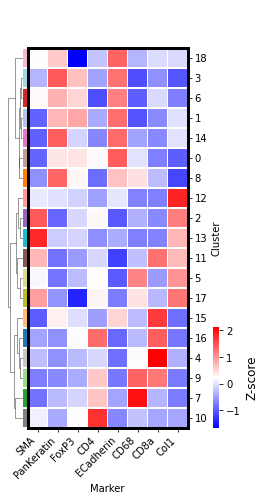 18
3
6
1
14
0
8
12
2
13
11
5
17
15
16
4
9
7
10
Cluster
SMA
PanKeratin
FoxP3
CD4
ECadherin
CD68
CD8a
Col1
Marker
2
1
0
−1
Z-score